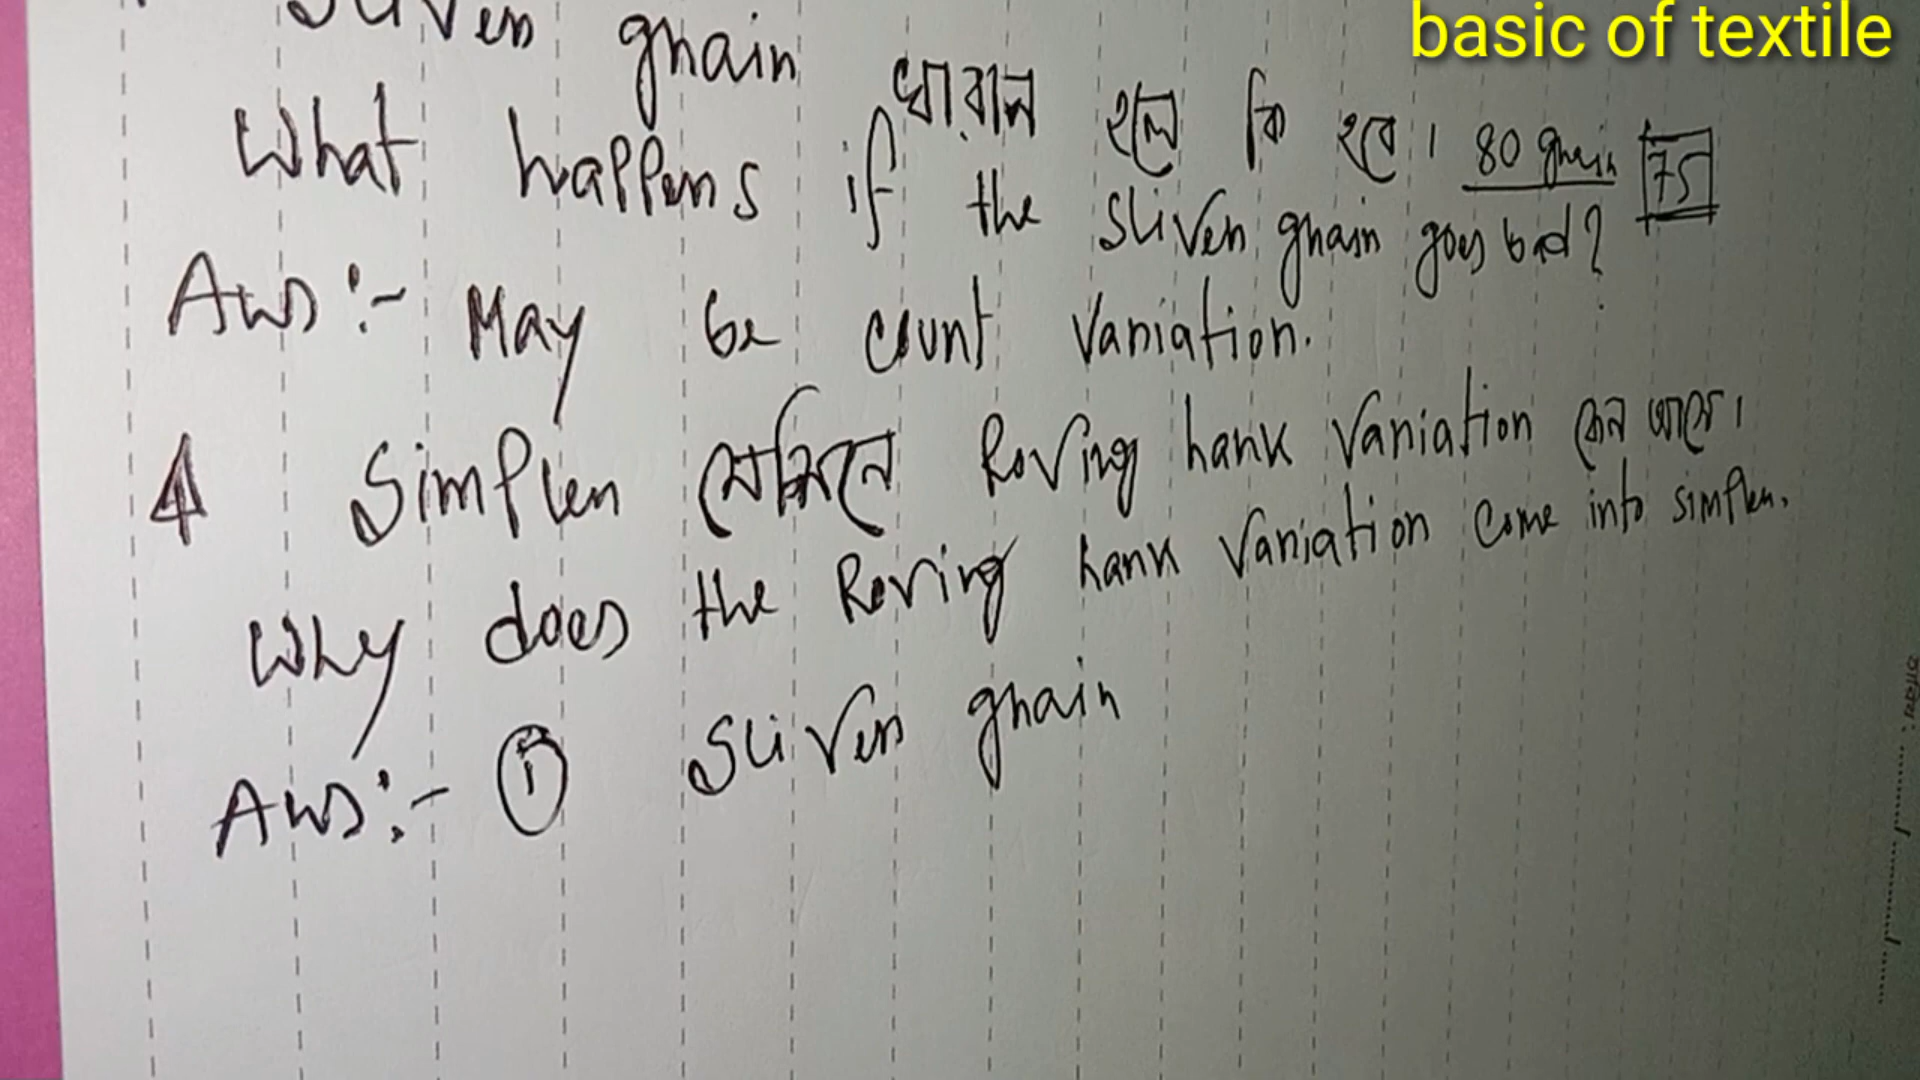 basic of textile
Sliver grain খারাপ হলে কি হবে। 80 grain 75
What happens if the sliver grain goes bad?
Ans :- May be count variation.
4 Simplex মেশিনে Roving hank variation কেন আসে।
Why does the Roving hank variation come into simplex.
Ans :- i Sliver grain